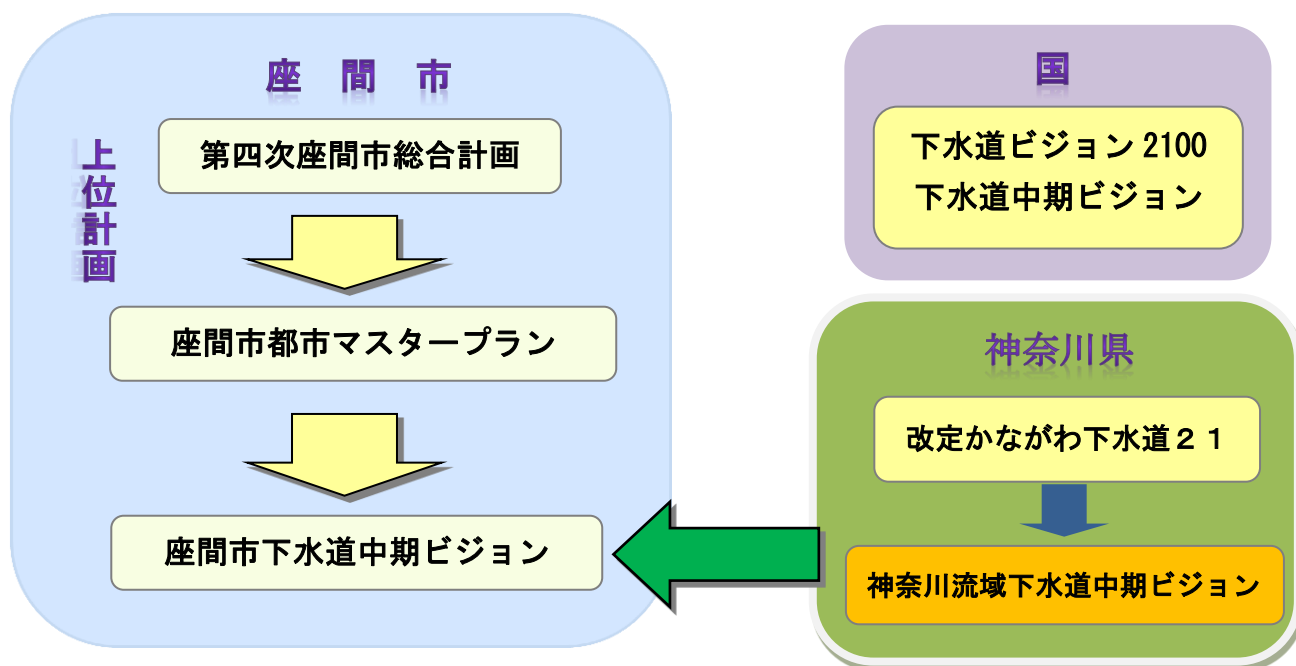 座　間　市
上位計画
第四次座間市総合計画
座間市都市マスタープラン
座間市下水道中期ビジョン
国
下水道ビジョン 2100
下水道中期ビジョン
神奈川県
改定かながわ下水道２１
神奈川流域下水道中期ビジョン